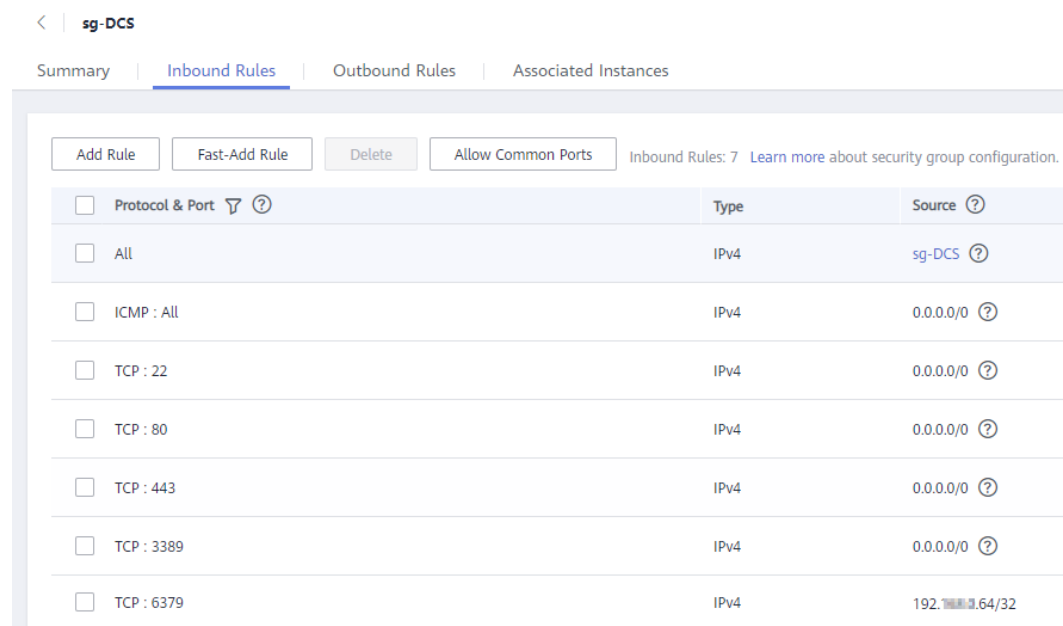 sg-DCS
Summary Inbound Rules Outbound Rules Associated Instances
Add Rule Fast-Add Rule Delete Allow Common Ports Inbound Rules: 7 Learn more about security group configuration.
Protocol & Port Type Source
All IPv4 sg-DCS
ICMP : All IPv4 0.0.0.0/0
TCP : 22 IPv4 0.0.0.0/0
TCP : 80 IPv4 0.0.0.0/0
TCP : 443 IPv4 0.0.0.0/0
TCP : 3389 IPv4 0.0.0.0/0
TCP : 6379 IPv4 192. .64/32